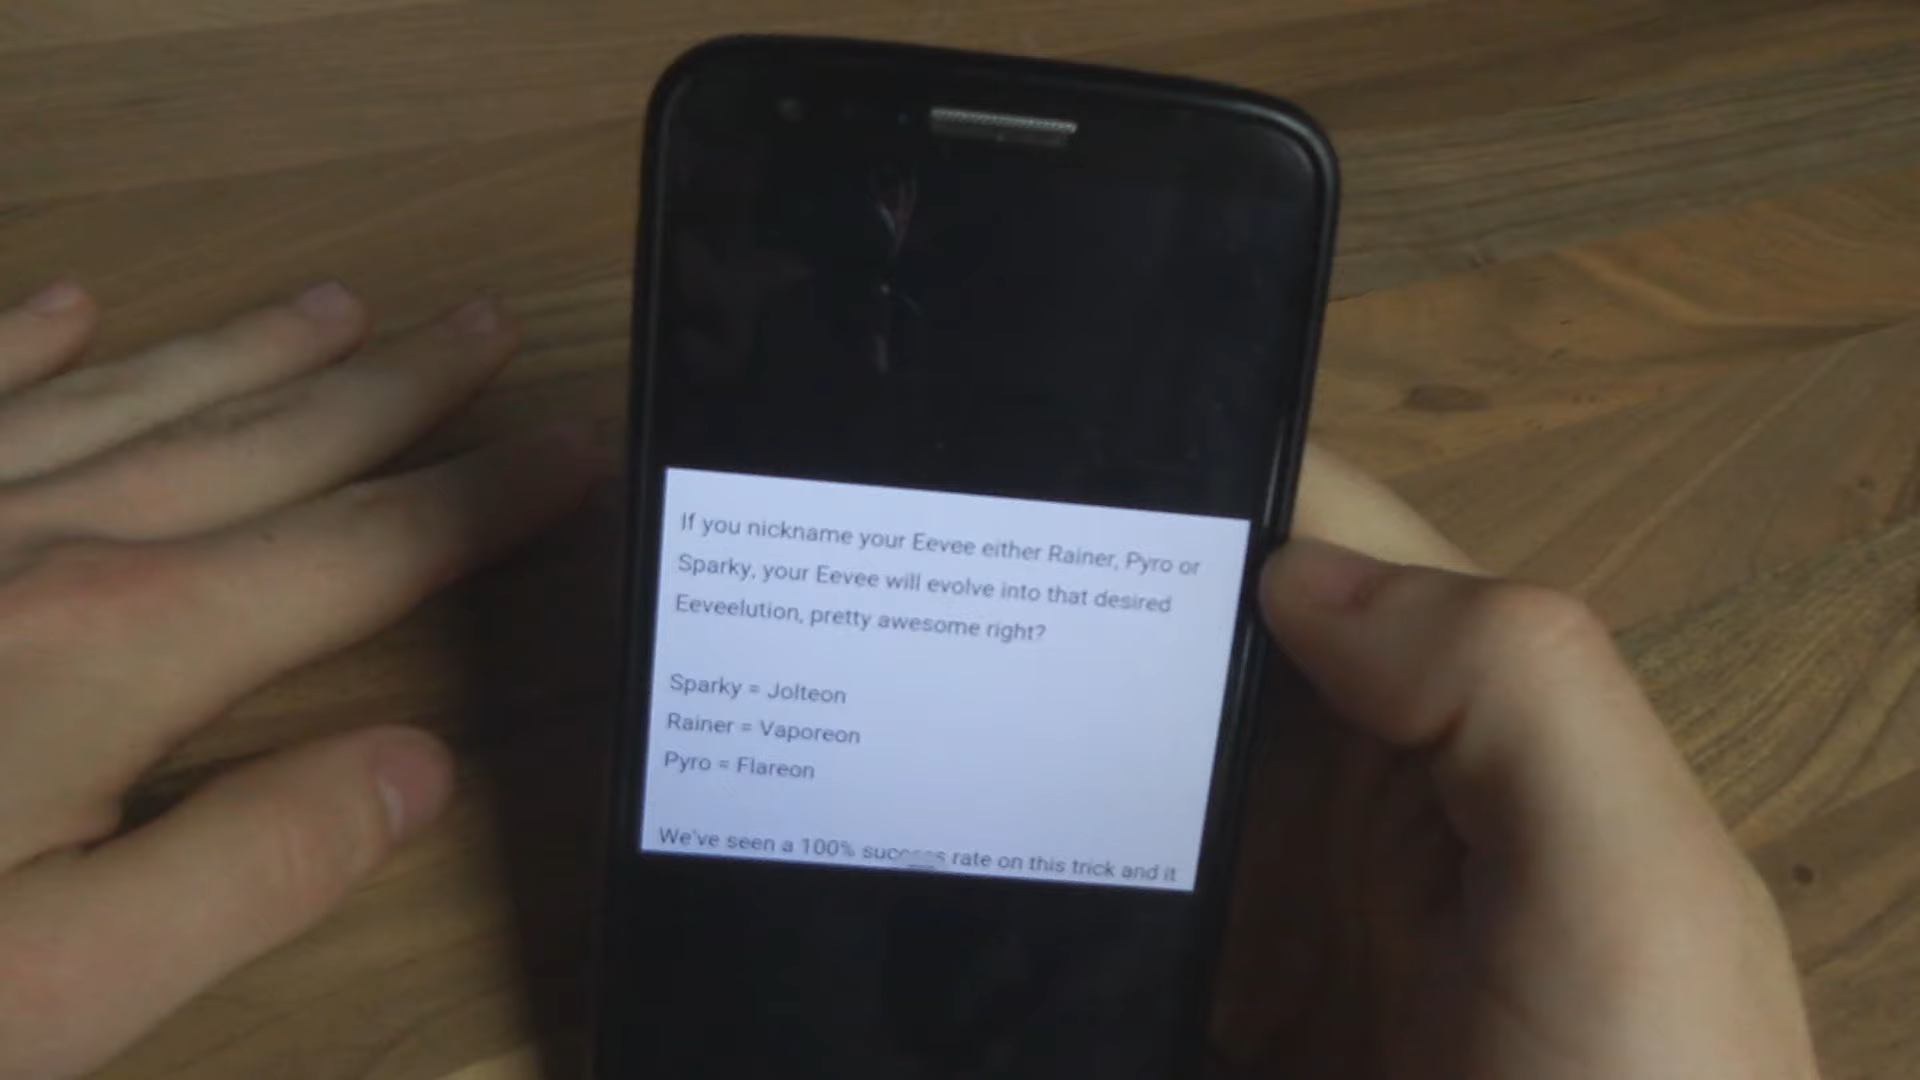 If you nickname your Eevee either Rainer, Pyro or
Sparky, your Eevee will evolve into that desired
Eeveelution, pretty awesome right?
Sparky = Jolteon
Rainer = Vaporeon
Pyro = Flareon
We've seen a 100% success rate on this trick and it